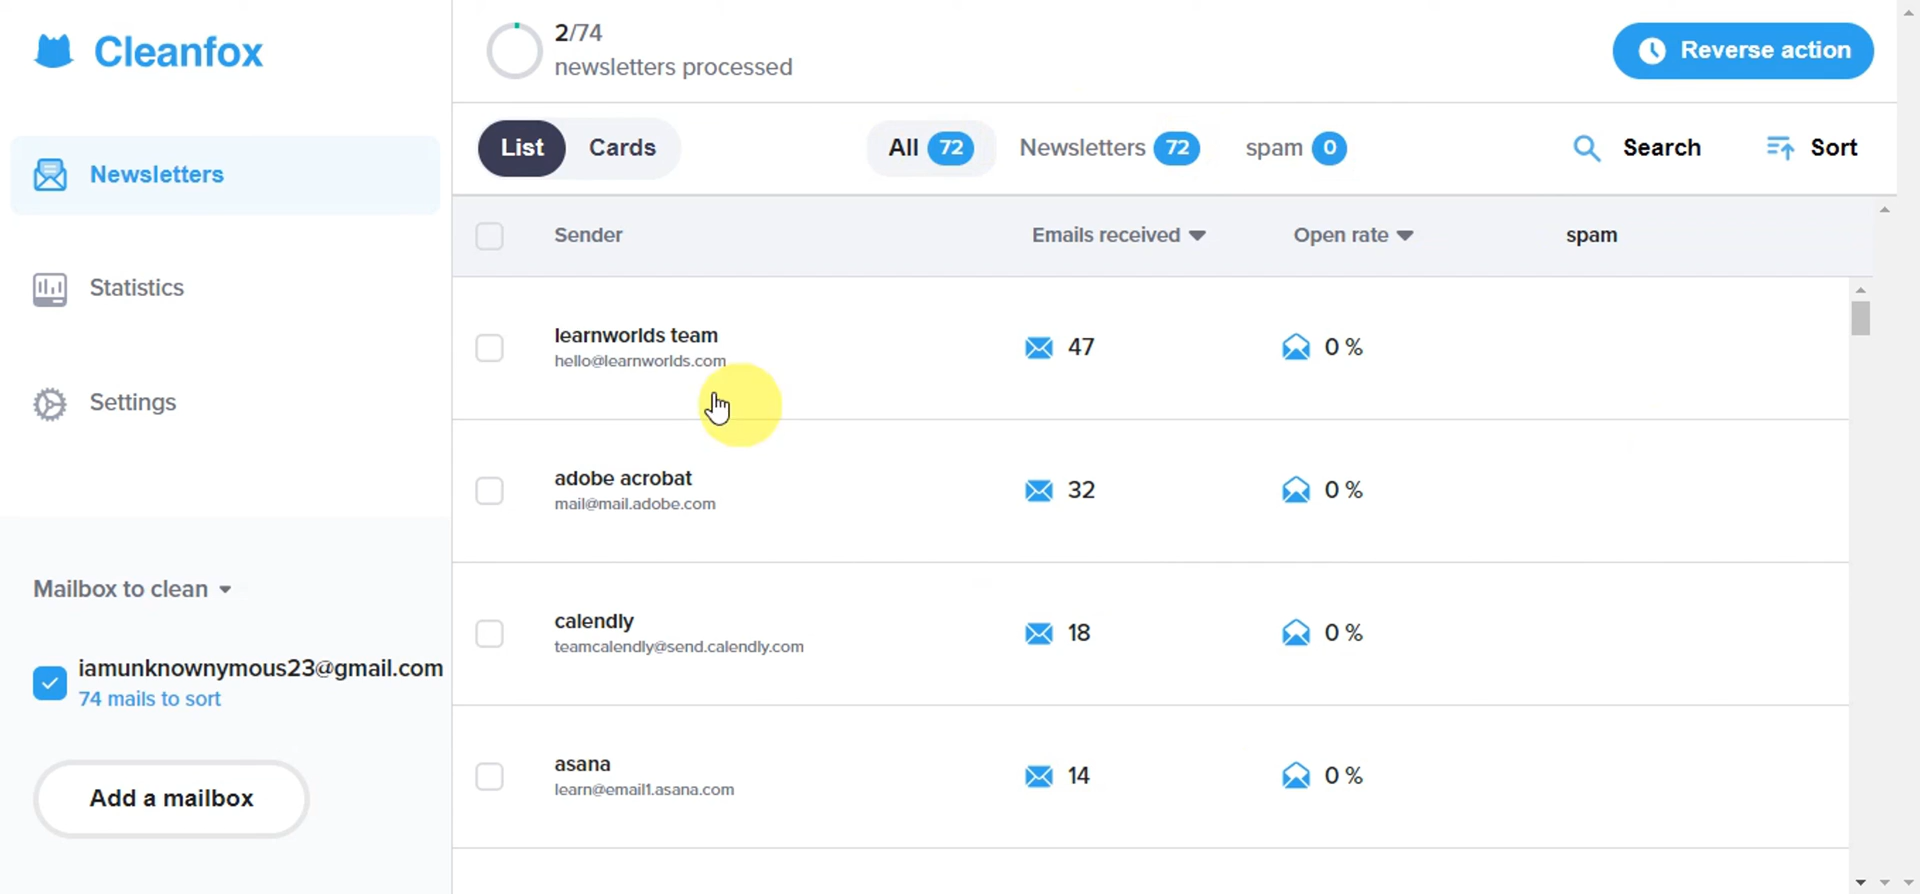 Cleanfox
Newsletters
Statistics
Settings
Mailbox to clean
iamunknownymous23@gmail.com
74 mails to sort
Add a mailbox
2/74
newsletters processed
Reverse action
List Cards All 72 Newsletters 72 spam 0 Search Sort
Sender Emails received Open rate spam
learnworlds team
hello@learnworlds.com
47 0 %
adobe acrobat
mail@mail.adobe.com
32 0 %
calendly
teamcalendly@send.calendly.com
18 0 %
asana
learn@email1.asana.com
14 0 %